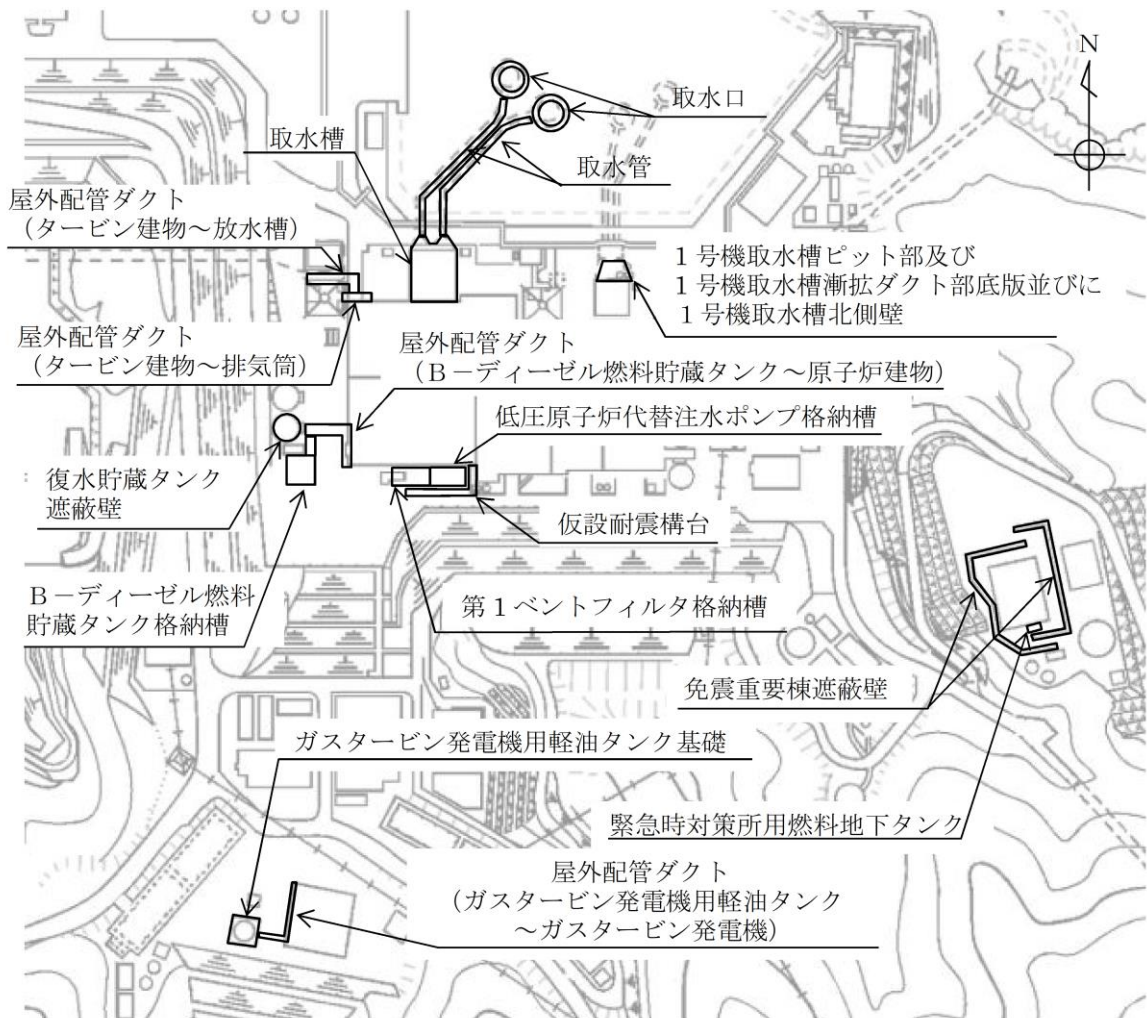 N
取水口
取水槽
取水管
屋外配管ダクト
（タービン建物～放水槽）
1号機取水槽ピット部及び
1号機取水槽漸拡ダクト部底版並びに
1号機取水槽北側壁
屋外配管ダクト
（タービン建物～排気筒）
屋外配管ダクト
（B－ディーゼル燃料貯蔵タンク～原子炉建物）
低圧原子炉代替注水ポンプ格納槽
復水貯蔵タンク
遮蔽壁
仮設耐震構台
B－ディーゼル燃料
貯蔵タンク格納槽
第1ベントフィルタ格納槽
免震重要棟遮蔽壁
ガスタービン発電機用軽油タンク基礎
緊急時対策所用燃料地下タンク
屋外配管ダクト
（ガスタービン発電機用軽油タンク
～ガスタービン発電機）